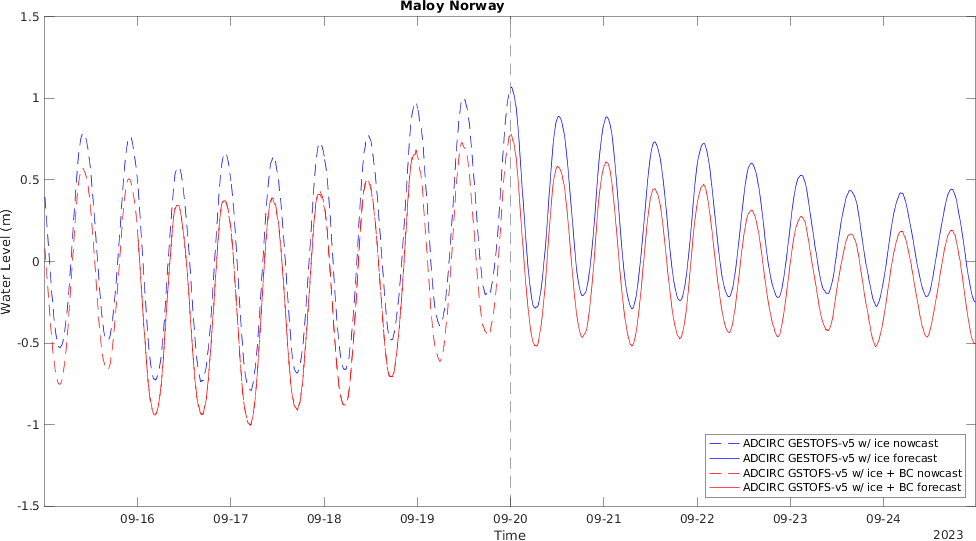 Maloy Norway
1.5
1
0.5
0
-0.5
-1
-1.5
Water Level (m)
09-16 09-17 09-18 09-19 09-20 09-21 09-22 09-23 09-24
Time
2023
ADCIRC GESTOFS-v5 w/ ice nowcast
ADCIRC GESTOFS-v5 w/ ice forecast
ADCIRC GSTOFS-v5 w/ ice + BC nowcast
ADCIRC GSTOFS-v5 w/ ice + BC forecast